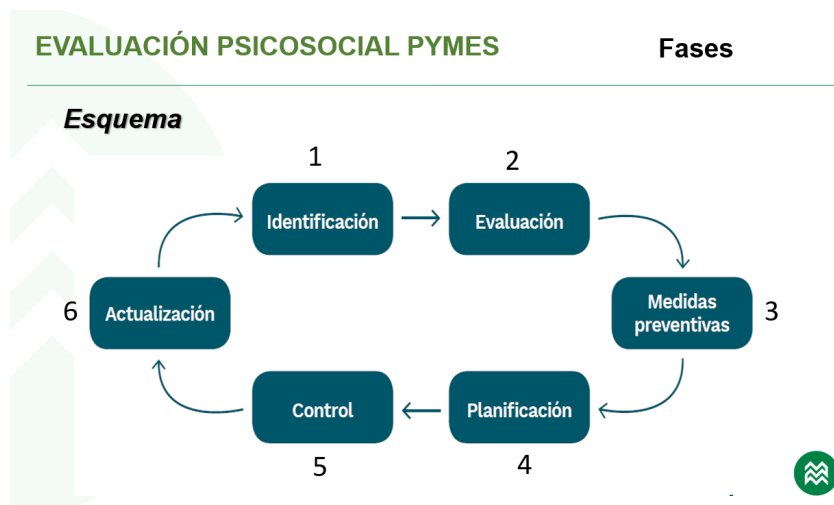 EVALUACIÓN PSICOSOCIAL PYMES
Fases
Esquema
1
Identificación
2
Evaluación
Medidas
preventivas
3
Planificación
4
Control
5
6
Actualización